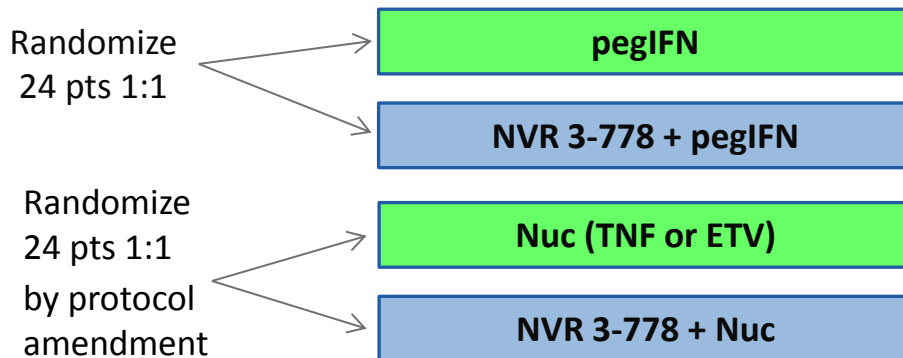 Randomize
24 pts 1:1
pegIFN
NVR 3-778 + pegIFN
Randomize
24 pts 1:1
by protocol
amendment
Nuc (TNF or ETV)
NVR 3-778 + Nuc